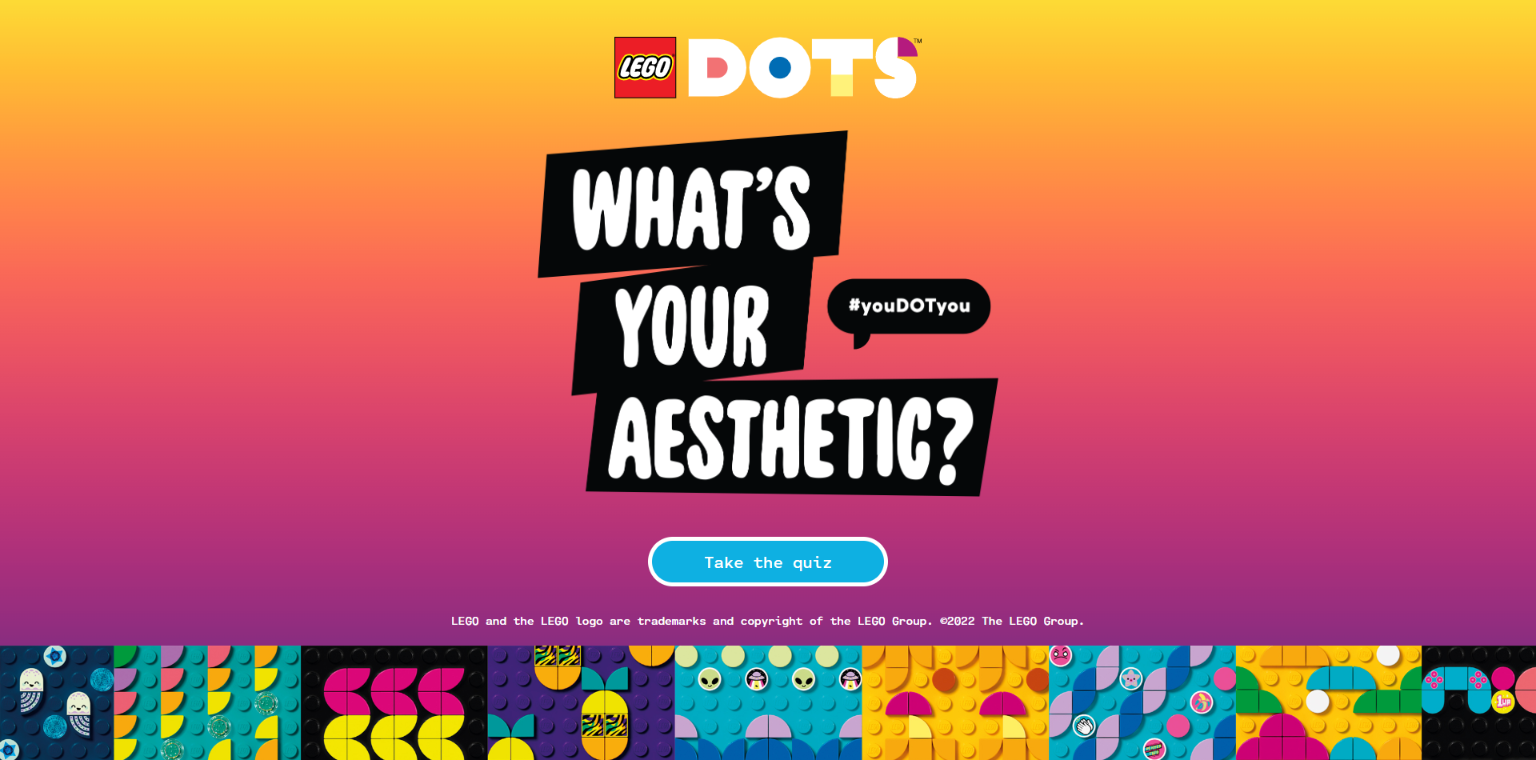 LEGO DOTS™
WHAT'S
YOUR
#youDOTyou
AESTHETIC?
Take the quiz
LEGO and the LEGO logo are trademarks and copyright of the LEGO Group. ©2022 The LEGO Group.
1UP